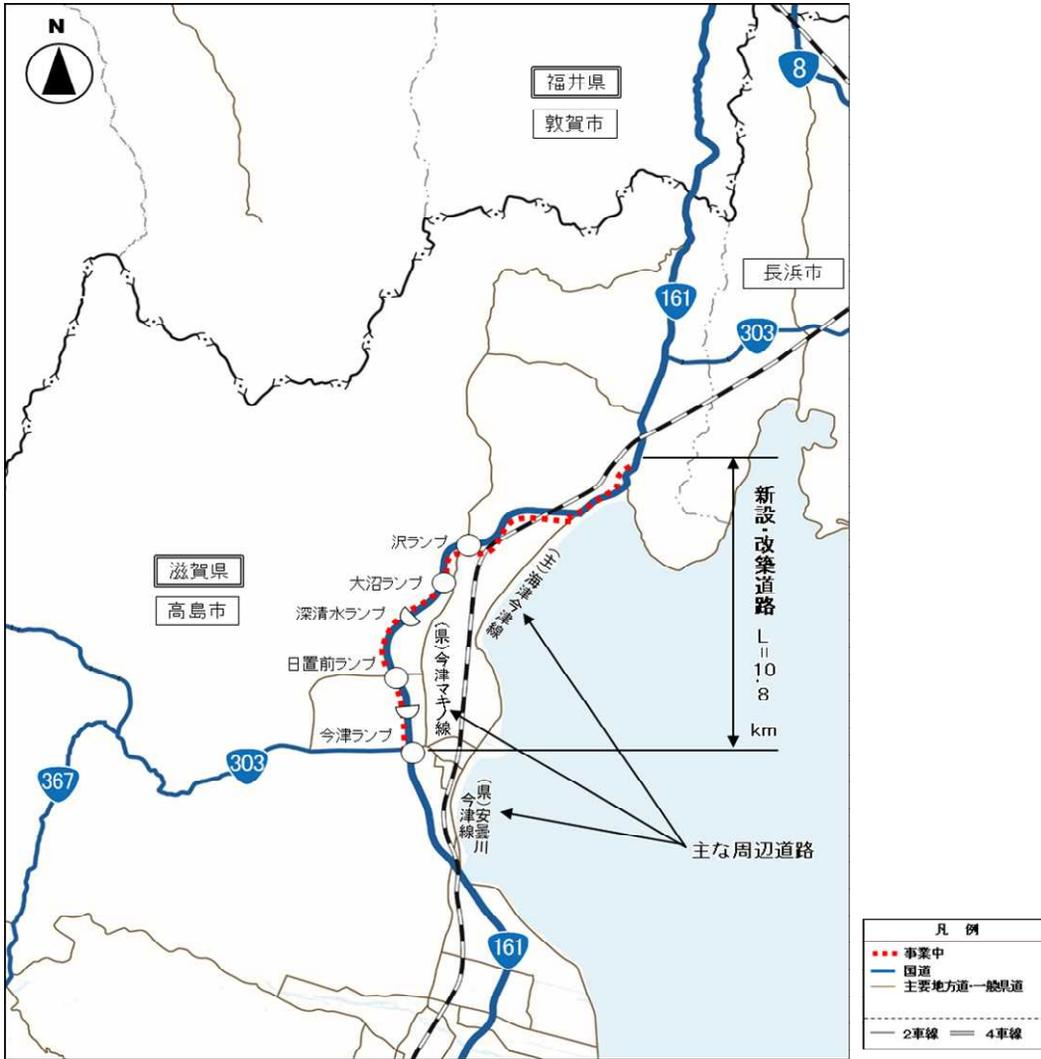 N
8
福井県
敦賀市
長浜市
161
303
新設・改築道路 L=10.8 km
沢ランプ
(主)海津今津線
大沼ランプ
滋賀県
高島市
深清水ランプ
(県)今津マキノ線
日置前ランプ
今津ランプ
303
367
(県)安曇川
今津線
主な周辺道路
161
凡 例
事業中
国道
主要地方道・一般県道
2車線
4車線